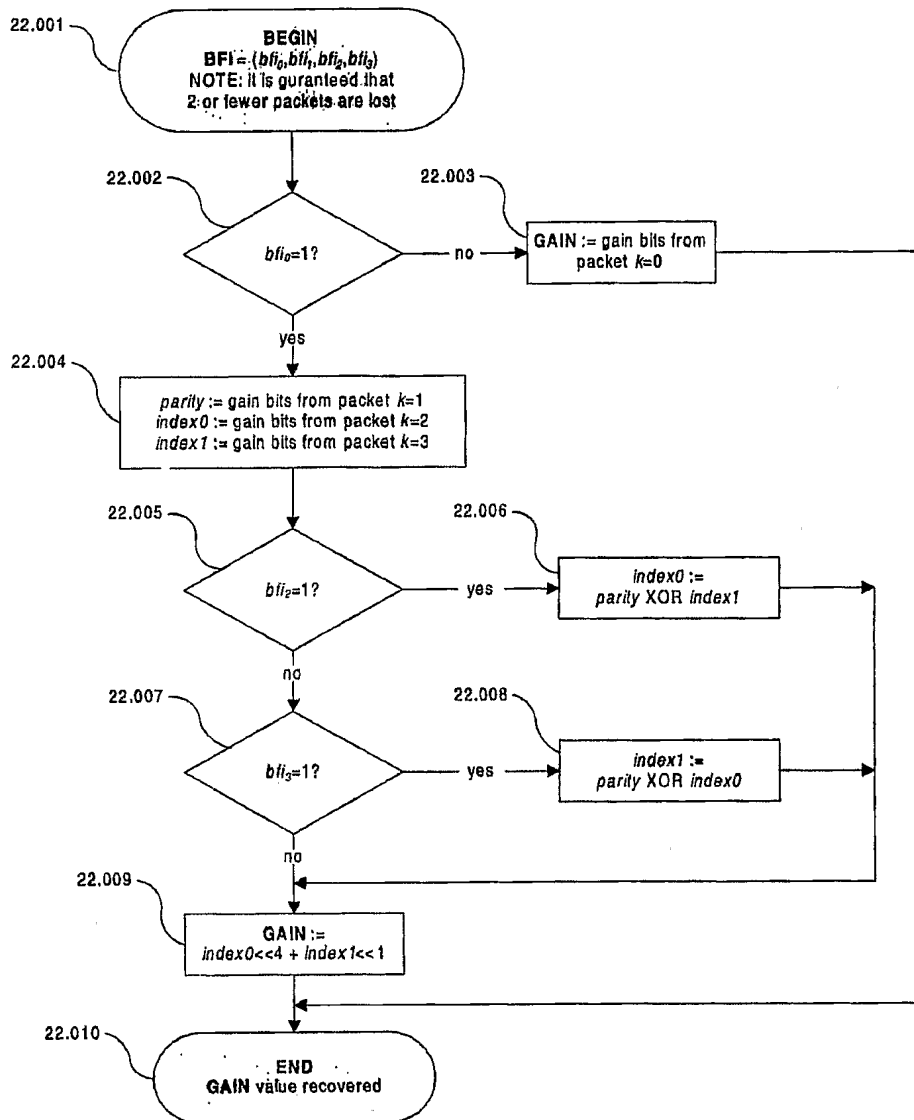 22.001
BEGIN
BFI = (bfi0,bfi1,bfi2,bfi3)
NOTE: it is guranteed that
2 or fewer packets are lost
22.002
bfi0=1?
no
22.003
GAIN := gain bits from
packet k=0
yes
22.004
parity := gain bits from packet k=1
index0 := gain bits from packet k=2
index1 := gain bits from packet k=3
22.005
bfi2=1?
yes
22.006
index0 :=
parity XOR index1
no
22.007
bfi3=1?
yes
22.008
index1 :=
parity XOR index0
no
22.009
GAIN :=
index0<<4 + index1<<1
22.010
END
GAIN value recovered